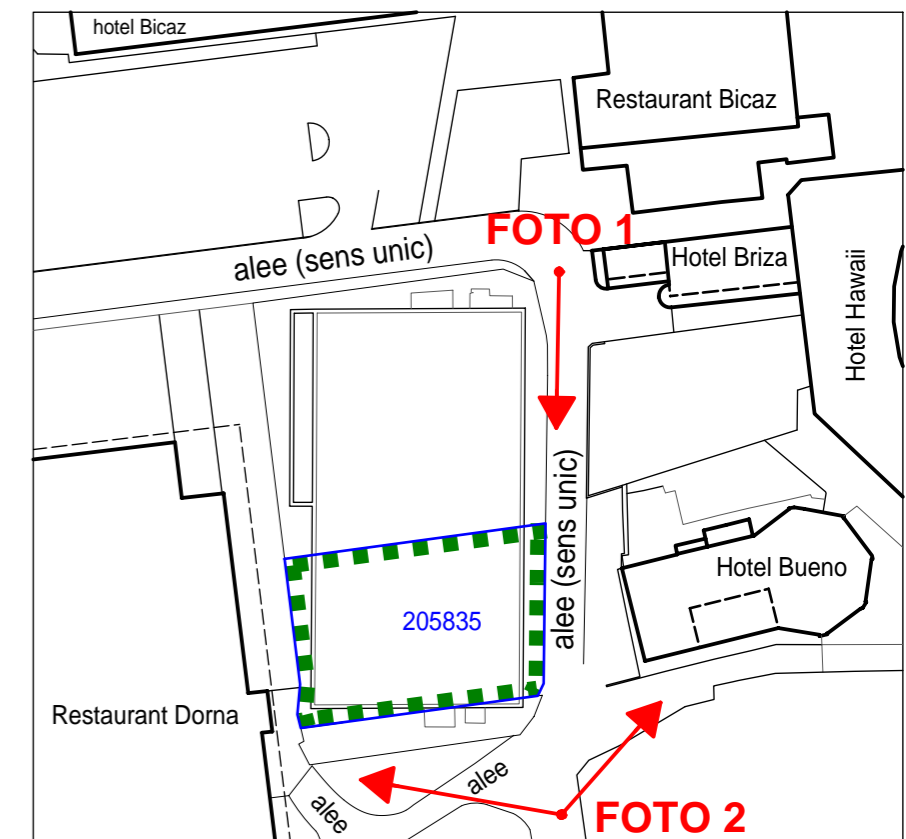 hotel Bicaz
Restaurant Bicaz
FOTO 1
alee (sens unic)
Hotel Briza
Hotel Hawaii
alee (sens unic)
Hotel Bueno
205835
Restaurant Dorna
alee
alee
FOTO 2